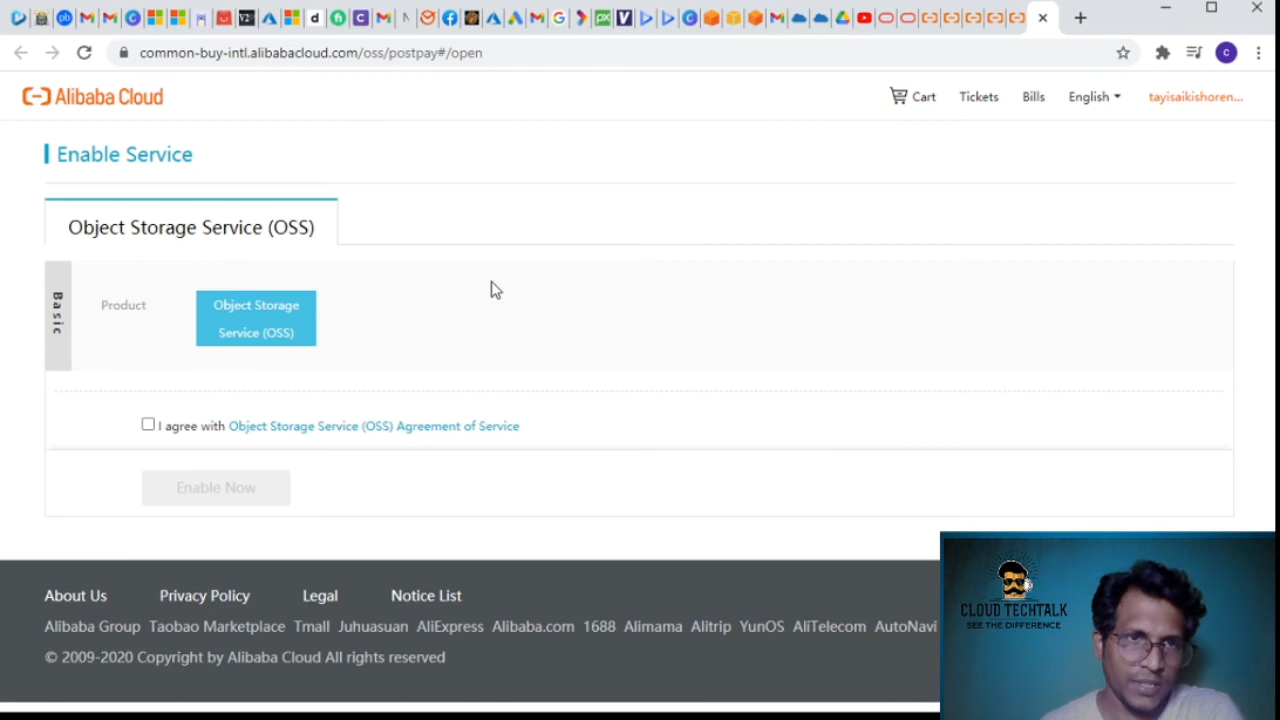 common-buy-intl.alibabacloud.com/oss/postpay#/open
Alibaba Cloud
Cart
Tickets
Bills
English
tayisaikishoren...
Enable Service
Object Storage Service (OSS)
Basic
Product
Object Storage
Service (OSS)
I agree with Object Storage Service (OSS) Agreement of Service
Enable Now
About Us
Privacy Policy
Legal
Notice List
Alibaba Group Taobao Marketplace Tmall Juhuasuan AliExpress Alibaba.com 1688 Alimama Alitrip YunOS AliTelecom AutoNavi
© 2009-2020 Copyright by Alibaba Cloud All rights reserved
CLOUD TECHTALK
SEE THE DIFFERENCE